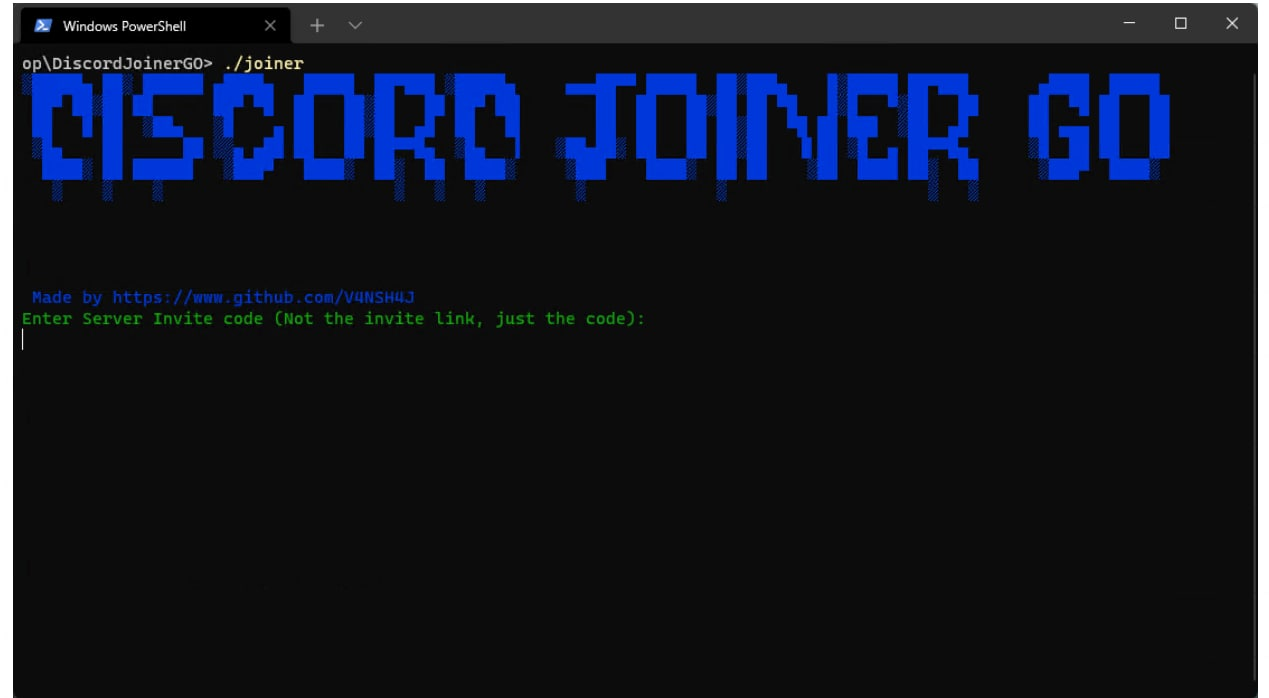 Windows PowerShell
op\DiscordJoinerGO> ./joiner
DISCORD JOINER GO
Made by https://www.github.com/V4NSH4J
Enter Server Invite code (Not the invite link, just the code):